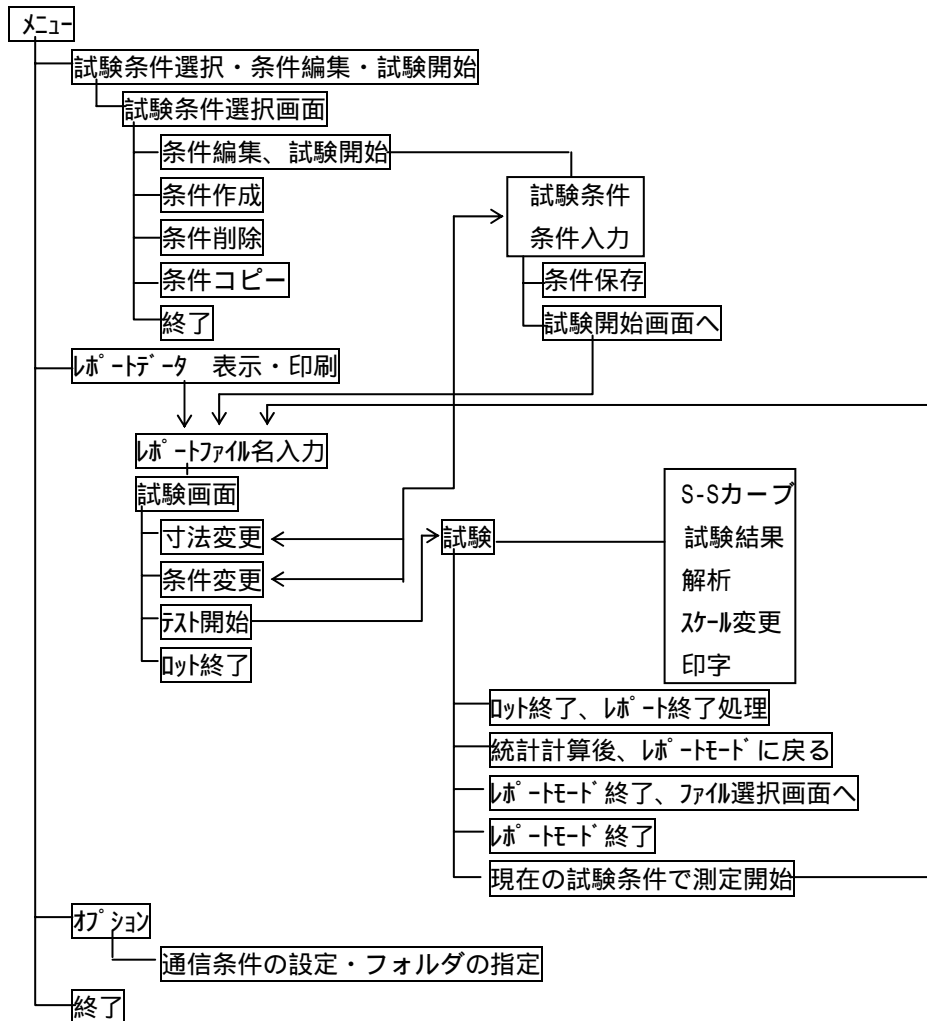 ﾒﾆｭｰ
試験条件選択・条件編集・試験開始
試験条件選択画面
条件編集、試験開始
条件作成
条件削除
条件コピー
終了
試験条件
条件入力
条件保存
試験開始画面へ
ﾚﾎﾟｰﾄﾃﾞｰﾀ　表示・印刷
ﾚﾎﾟｰﾄﾌｧｲﾙ名入力
試験画面
寸法変更
条件変更
ﾃｽﾄ開始
ﾛｯﾄ終了
試験
S-Sカーブ
試験結果
解析
ｽｹｰﾙ変更
印字
ﾛｯﾄ終了、ﾚﾎﾟｰﾄ終了処理
統計計算後、ﾚﾎﾟｰﾄﾓｰﾄﾞに戻る
ﾚﾎﾟｰﾄﾓｰﾄﾞ終了、ﾌｧｲﾙ選択画面へ
ﾚﾎﾟｰﾄﾓｰﾄﾞ終了
現在の試験条件で測定開始
ｵﾌﾟｼｮﾝ
通信条件の設定・フォルダの指定
終了